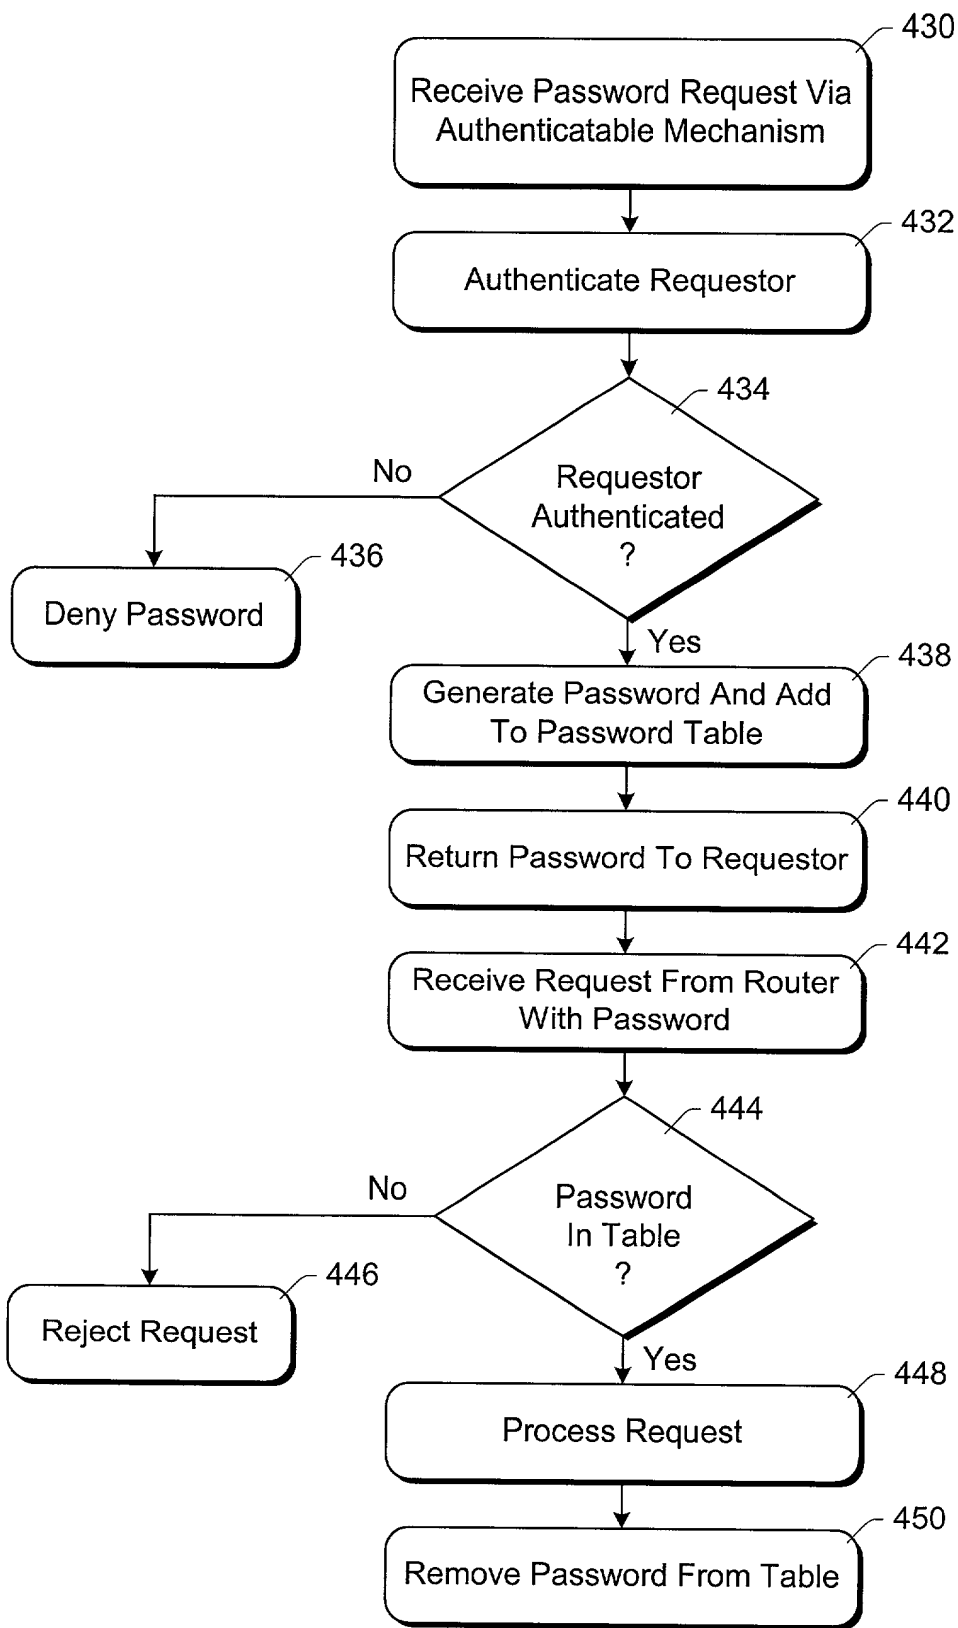 430
Receive Password Request Via
Authenticatable Mechanism
432
Authenticate Requestor
434
No
Requestor
Authenticated
?
436
Deny Password
Yes
438
Generate Password And Add
To Password Table
440
Return Password To Requestor
442
Receive Request From Router
With Password
444
No
Password
In Table
?
446
Reject Request
Yes
448
Process Request
450
Remove Password From Table